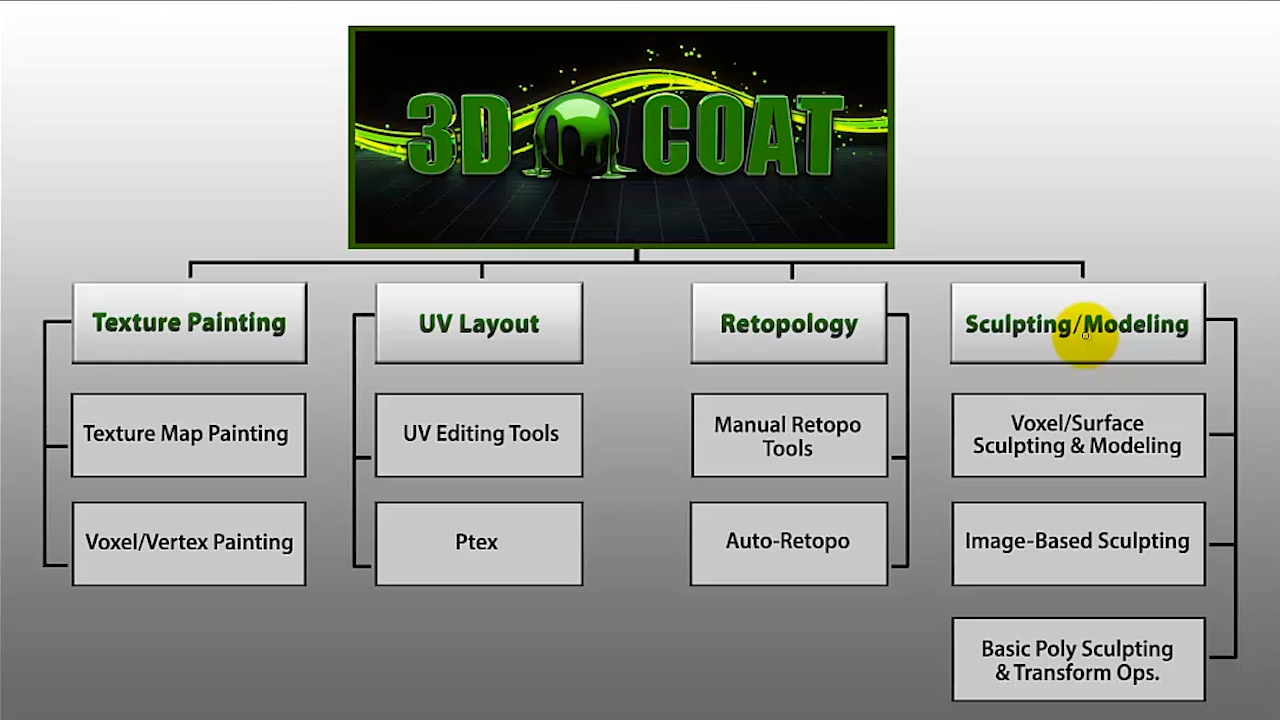 3D COAT
Texture Painting
UV Layout
Retopology
Sculpting/Modeling
Texture Map Painting
UV Editing Tools
Manual Retopo
Tools
Voxel/Surface
Sculpting & Modeling
Voxel/Vertex Painting
Ptex
Auto-Retopo
Image-Based Sculpting
Basic Poly Sculpting
& Transform Ops.